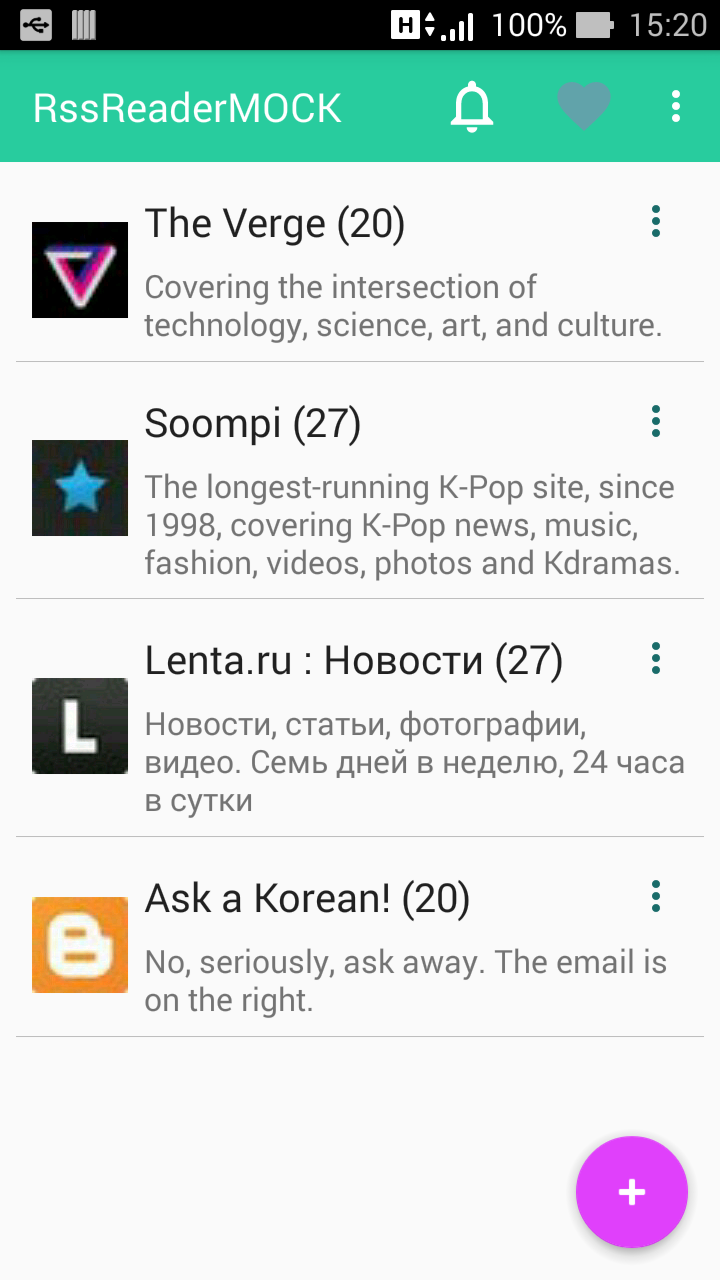 H 100% 15:20
RssReaderMOCK
The Verge (20)
Covering the intersection of
technology, science, art, and culture.
Soompi (27)
The longest-running K-Pop site, since
1998, covering K-Pop news, music,
fashion, videos, photos and Kdramas.
Lenta.ru : Новости (27)
L
Новости, статьи, фотографии,
видео. Семь дней в неделю, 24 часа
в сутки
Ask a Korean! (20)
No, seriously, ask away. The email is
on the right.